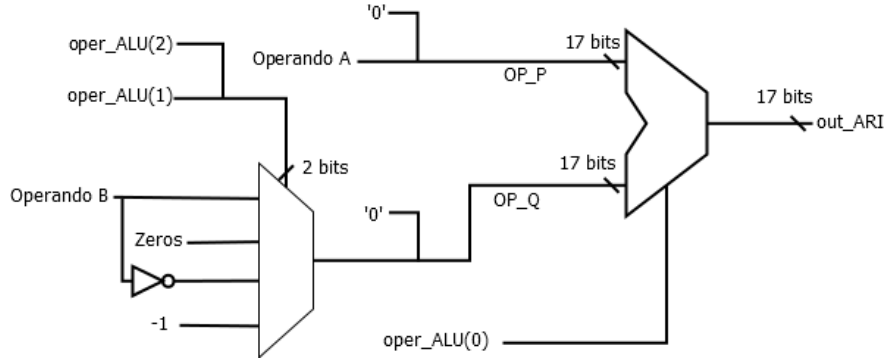 '0'
oper_ALU(2)
Operando A
17 bits
OP_P
oper_ALU(1)
17 bits
out_ARI
2 bits
17 bits
Operando B
OP_Q
'0'
Zeros
-1
oper_ALU(0)